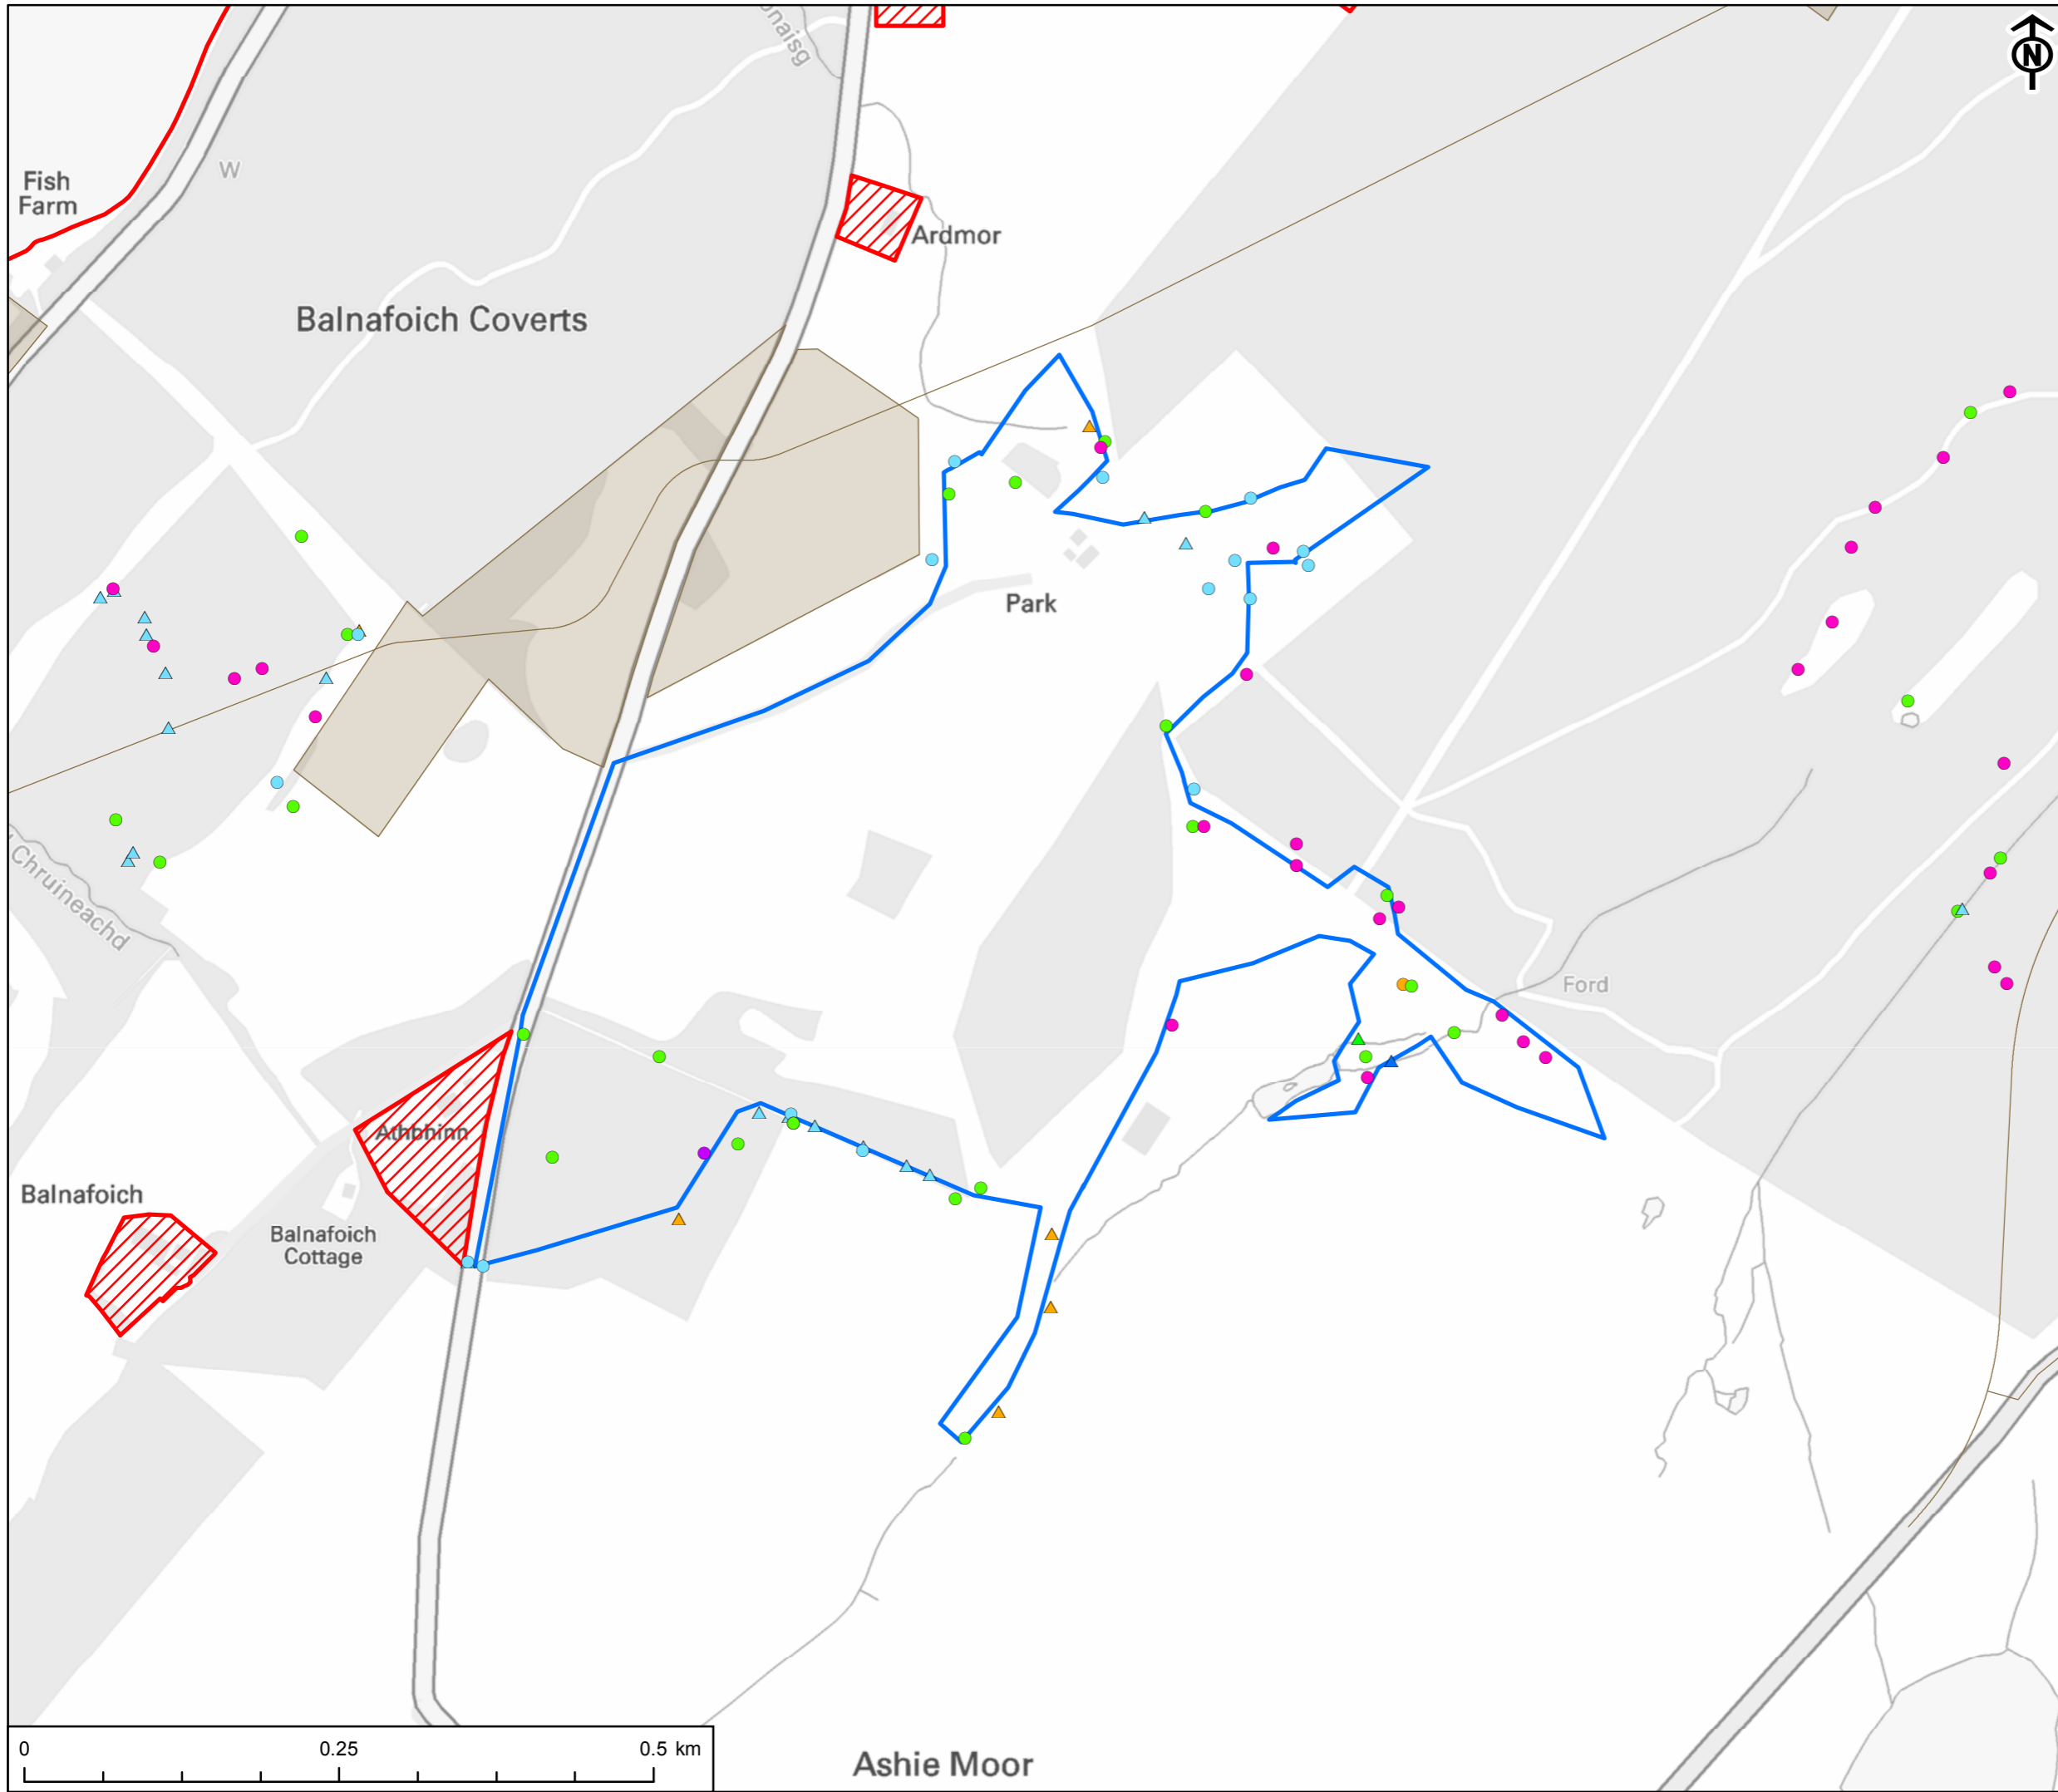 N
W
Fish
Farm
Ardmor
Balnafoich Coverts
Park
Chruineachd
Ford
Athphinn
Balnafoich
Balnafoich
Cottage
0 0.25 0.5 km
Ashie Moor